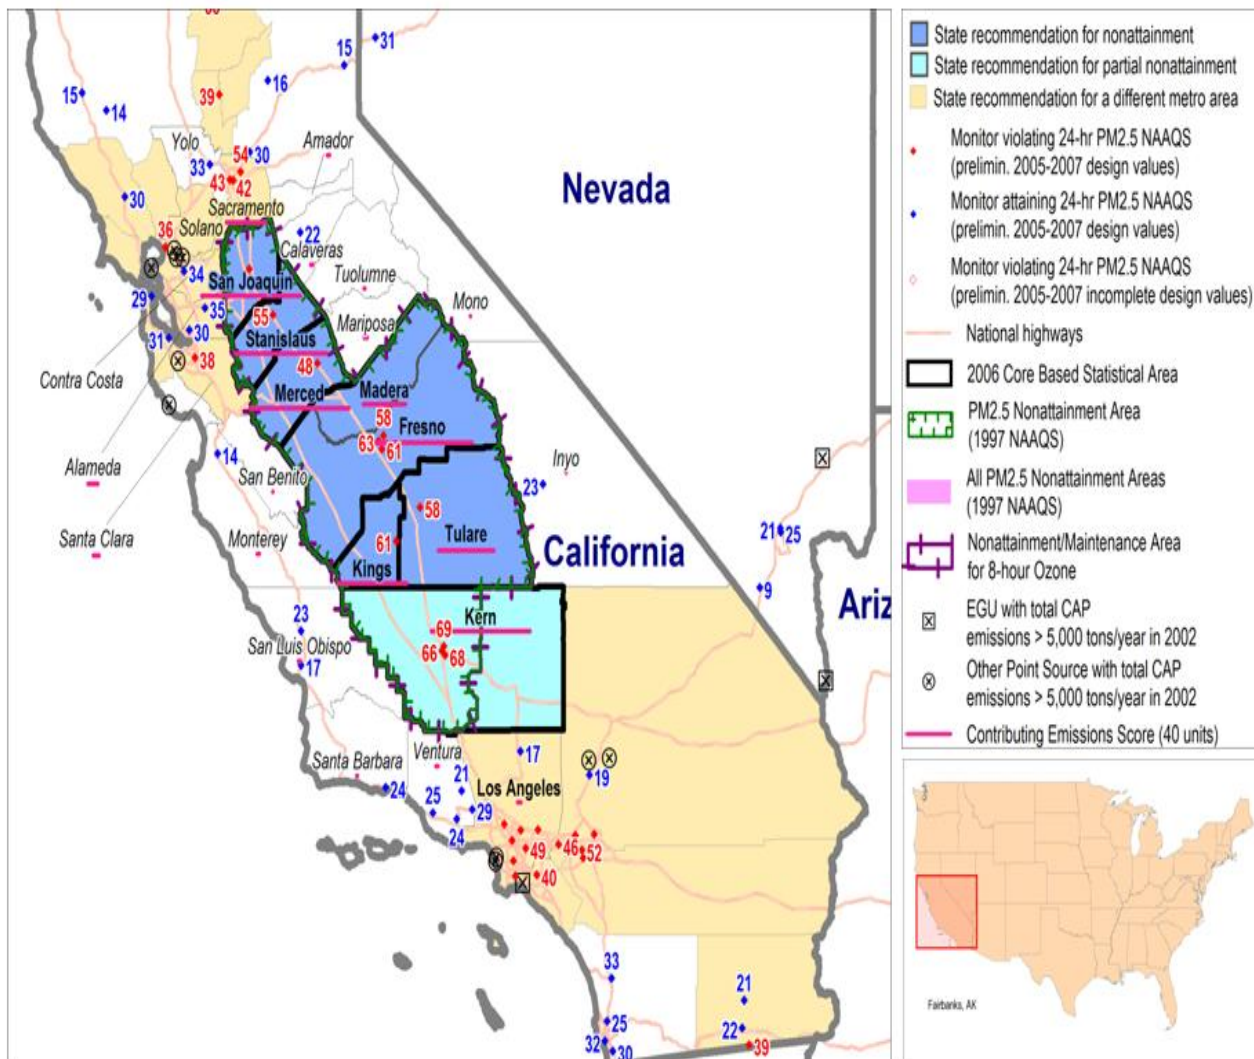 15
31
16
15
14
39
Yolo
Amador
54
30
33
43
42
30
Sacramento
Solano
36
22
Calaveras
34
San Joaquin
Tuolumne
29
35
55
Mono
Mariposa
31
30
Stanislaus
38
48
Contra Costa
Merced
Madera
58
Fresno
63
61
14
Inyo
Alameda
San Benito
23
58
Santa Clara
Monterey
61
Tulare
Kings
Nevada
California
Ariz
21
25
9
Kern
23
69
San Luis Obispo
66
68
17
Ventura
17
Santa Barbara
21
19
24
Los Angeles
25
29
24
49
46
52
40
33
21
25
22
32
30
39
State recommendation for nonattainment
State recommendation for partial nonattainment
State recommendation for a different metro area
Monitor violating 24-hr PM2.5 NAAQS
(prelimin. 2005-2007 design values)
Monitor attaining 24-hr PM2.5 NAAQS
(prelimin. 2005-2007 design values)
Monitor violating 24-hr PM2.5 NAAQS
(prelimin. 2005-2007 incomplete design values)
National highways
2006 Core Based Statistical Area
PM2.5 Nonattainment Area
(1997 NAAQS)
All PM2.5 Nonattainment Areas
(1997 NAAQS)
Nonattainment/Maintenance Area
for 8-hour Ozone
EGU with total CAP
emissions > 5,000 tons/year in 2002
Other Point Source with total CAP
emissions > 5,000 tons/year in 2002
Contributing Emissions Score (40 units)
Fairbanks, AK